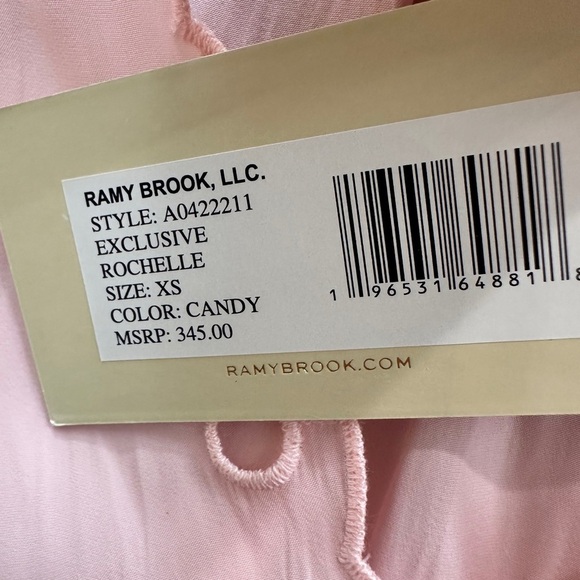 RAMY BROOK, LLC.
STYLE: A0422211
EXCLUSIVE
ROCHELLE
SIZE: XS
COLOR: CANDY
MSRP: 345.00
1 96531 64881 8
RAMYBROOK.COM